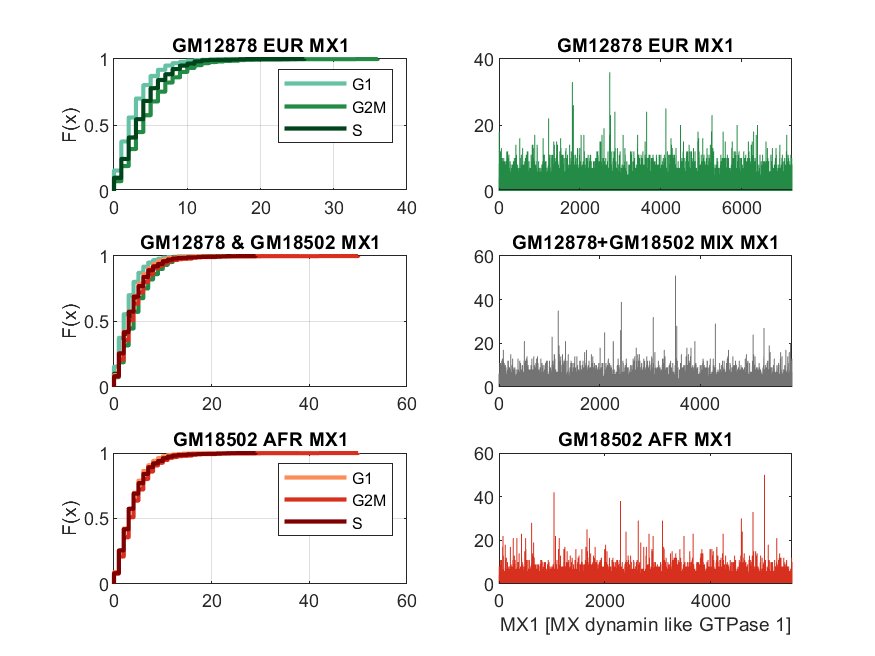 GM12878 EUR MX1
F(x)
1
0.5
0
0 10 20 30 40
G1
G2M
S
GM12878 EUR MX1
40
20
0
0 2000 4000 6000
GM12878 & GM18502 MX1
F(x)
1
0.5
0
0 20 40 60
GM12878+GM18502 MIX MX1
60
40
20
0
0 2000 4000
GM18502 AFR MX1
F(x)
1
0.5
0
0 20 40 60
G1
G2M
S
GM18502 AFR MX1
60
40
20
0
0 2000 4000
MX1 [MX dynamin like GTPase 1]